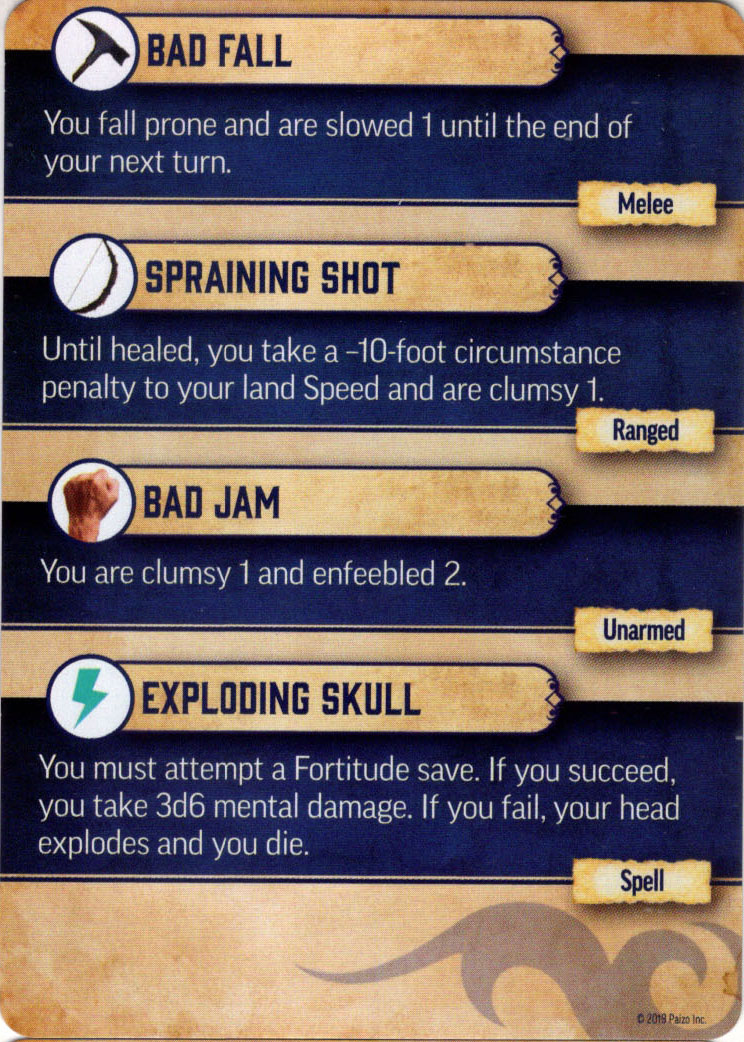 BAD FALL
You fall prone and are slowed 1 until the end of
your next turn.
Melee
SPRAINING SHOT
Until healed, you take a –10-foot circumstance
penalty to your land Speed and are clumsy 1.
Ranged
BAD JAM
You are clumsy 1 and enfeebled 2.
Unarmed
EXPLODING SKULL
You must attempt a Fortitude save. If you succeed,
you take 3d6 mental damage. If you fail, your head
explodes and you die.
Spell
© 2019 Paizo Inc.